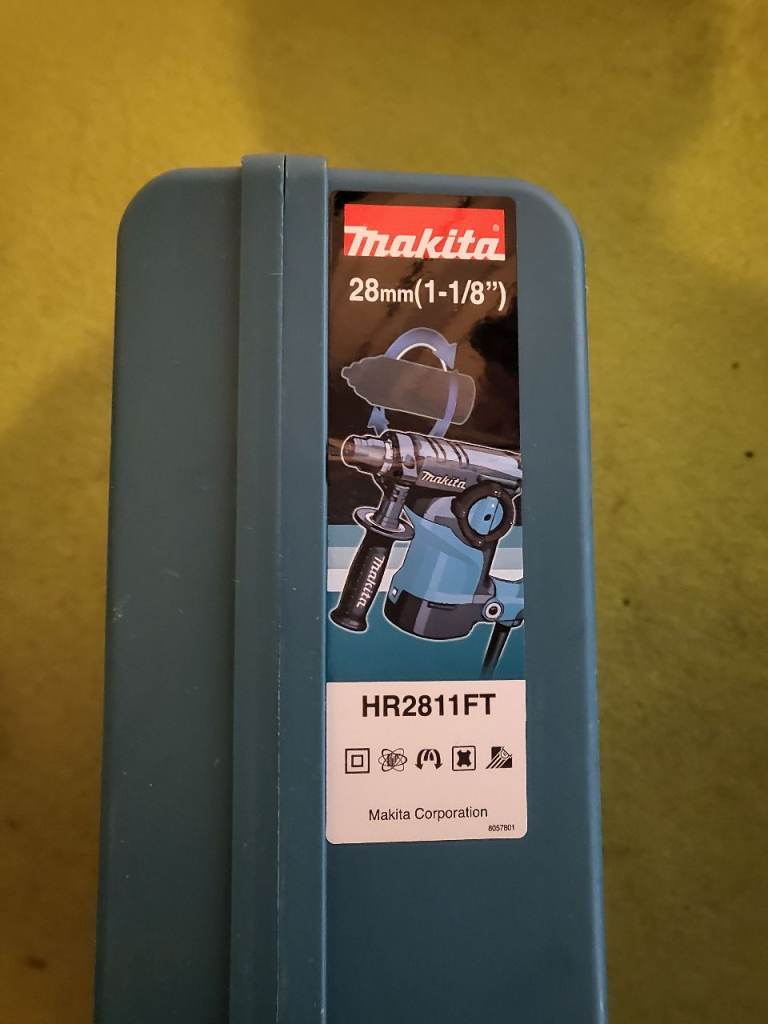 makita®
28mm(1-1/8")
makita
makita
HR2811FT
Makita Corporation
8057801